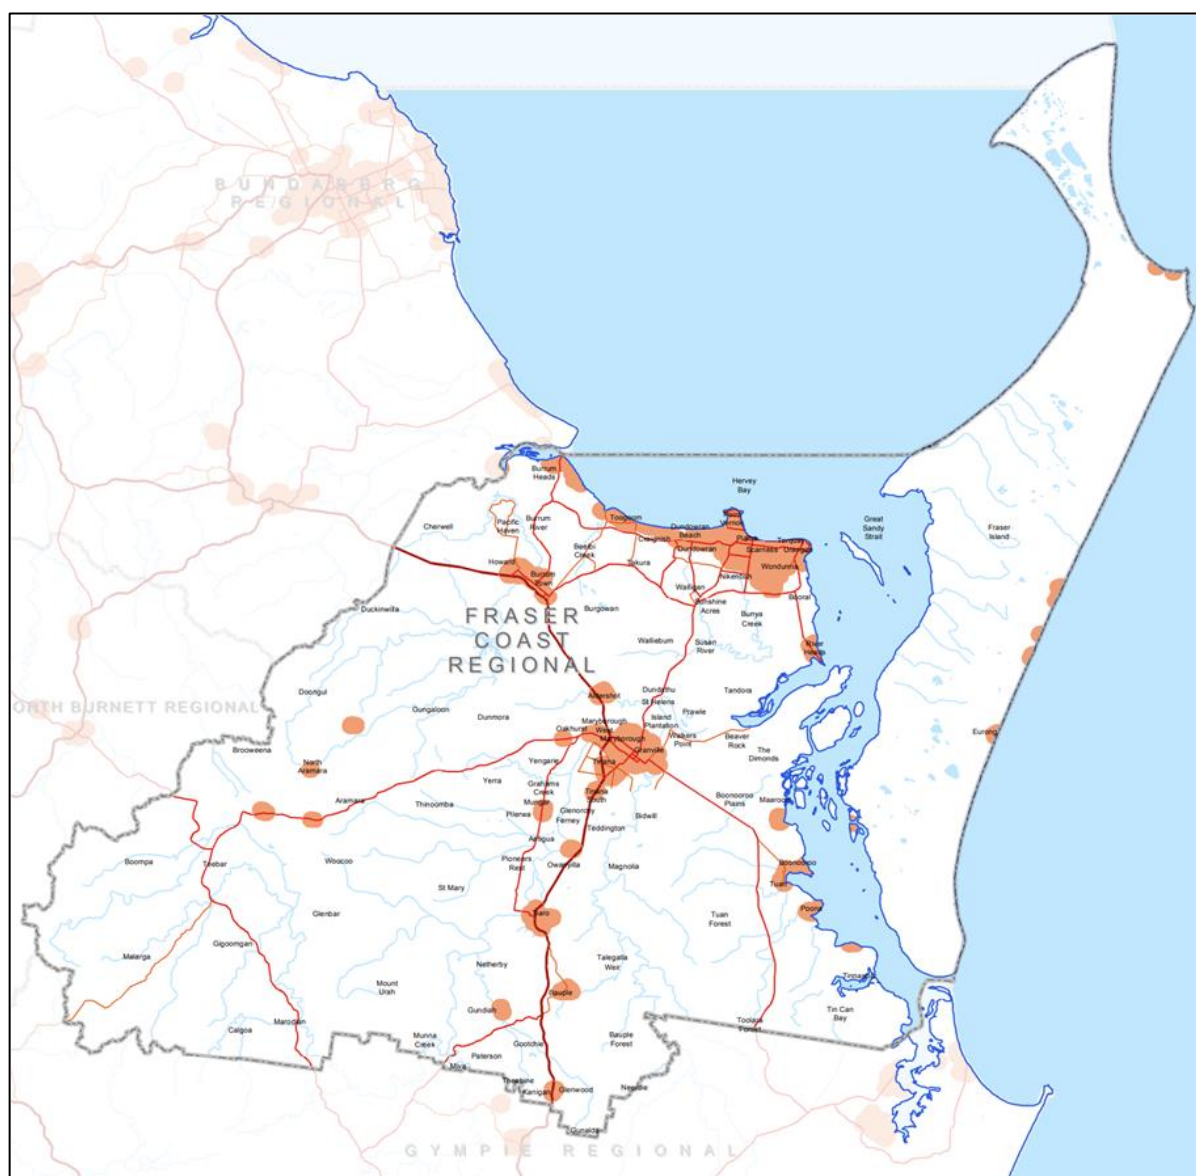 BUNDABERG
REGIONAL
Burrum
Heads
Hervey
Bay
Cherwell
Pacific
Haven
Burrum
River
Toogoom
Vernon
Great
Sandy
Strait
Fraser
Island
Beelbi
Creek
Craignish
Dundowran
Beach
Dundowran
Pialba
Scarness
Torquay
Urangan
Howard
Burrum
Town
Takura
Nikenbah
Wondunna
Walligan
Sunshine
Acres
Booral
Duckinwilla
Burgowan
Bunya
Creek
FRASER
COAST
REGIONAL
Walliebum
Susan
River
River
Heads
Doongul
Aldershot
Dundathu
St Helens
Tandora
ORTH BURNETT REGIONAL
Gungaloon
Dunmora
Maryborough
West
Island
Plantation
Prawle
Oakhurst
Maryborough
Granville
Walkers
Point
Beaver
Rock
The
Dimonds
Eurong
Brooweena
North
Aramara
Yengarie
Tinana
Yerra
Grahams
Creek
Tinana
South
Boonooroo
Plains
Maaroom
Aramara
Thinoomba
Mungar
Pilerwa
Glenorchy
Ferney
Bidwill
Teddington
Antigua
Boompa
Teebar
Woocoo
Pioneers
Rest
Owanyilla
Magnolia
Boonooroo
Tuan
St Mary
Glenbar
Tiaro
Tuan
Forest
Poona
Gigoomgan
Malarga
Netherby
Talegalla
Weir
Tinnanbar
Mount
Urah
Bauple
Gundiah
Tin Can
Bay
Calgoa
Marodian
Toolara
Forest
Munna
Creek
Gootchie
Bauple
Forest
Paterson
Miva
Theebine
Kanigan
Glenwood
Neerdie
Gunalda
GYMPIE REGIONAL